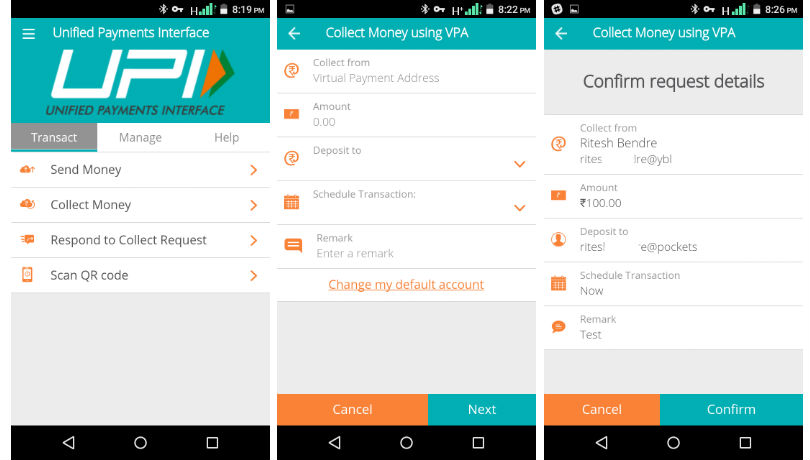 8:19 PM
Unified Payments Interface
UPI
UNIFIED PAYMENTS INTERFACE
Transact Manage Help
Send Money
Collect Money
Respond to Collect Request
Scan QR code
8:22 PM
Collect Money using VPA
Collect from
Virtual Payment Address
Amount
0.00
Deposit to
Schedule Transaction:
Remark
Enter a remark
Change my default account
Cancel Next
8:26 PM
Collect Money using VPA
Confirm request details
Collect from
Ritesh Bendre
rites lre@ybl
Amount
₹100.00
Deposit to
rites re@pockets
Schedule Transaction
Now
Remark
Test
Cancel Confirm